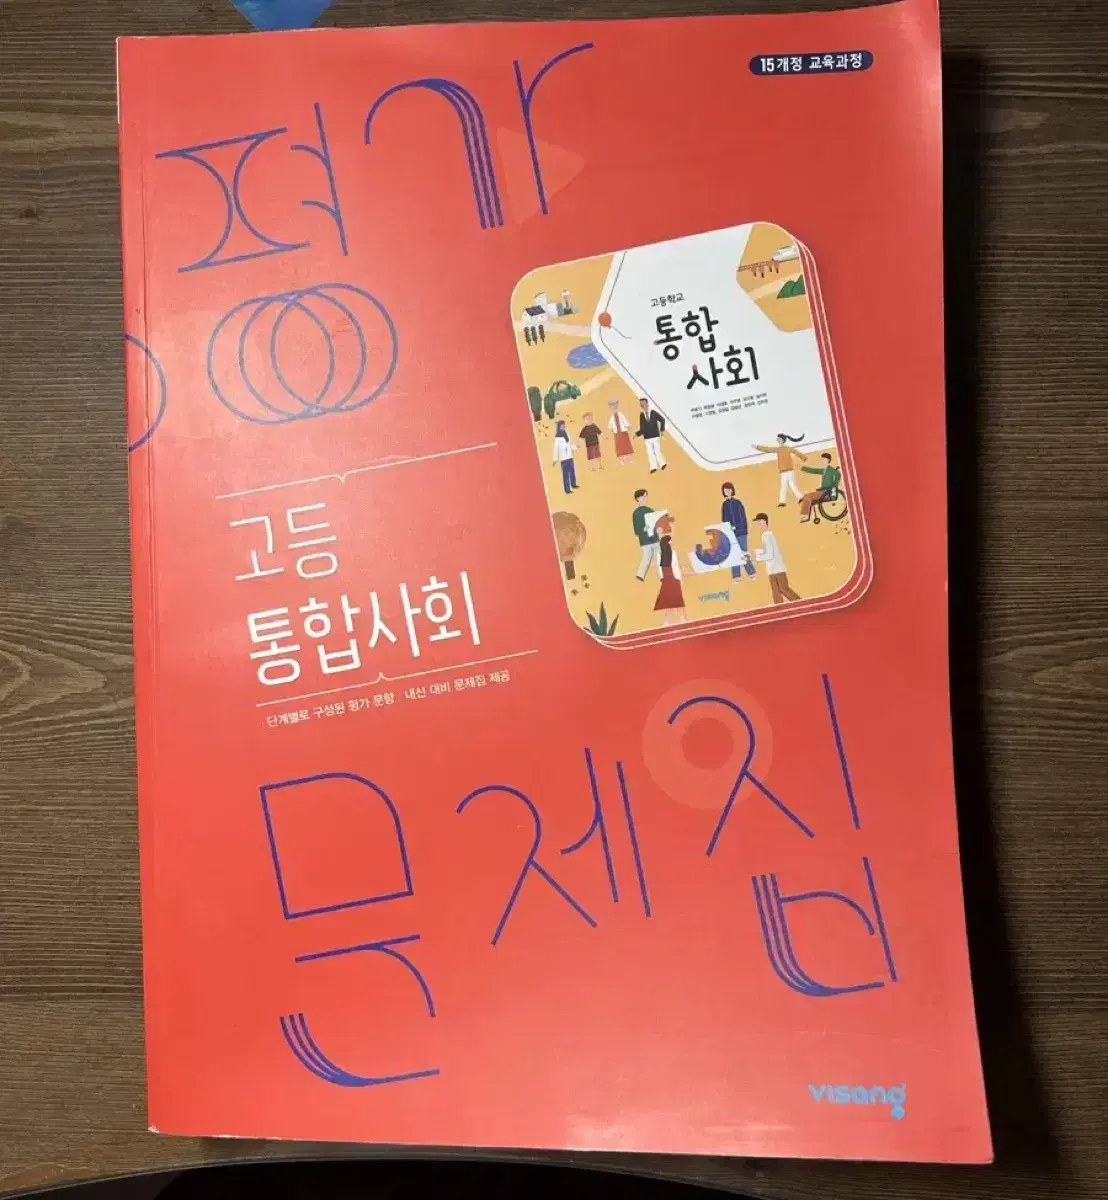 15개정 교육과정
평가
고등학교
통합
사회
visang
고등
통합사회
단계별로 구성된 평가 문항 · 내신 대비 문제집 제공
문제집
visang